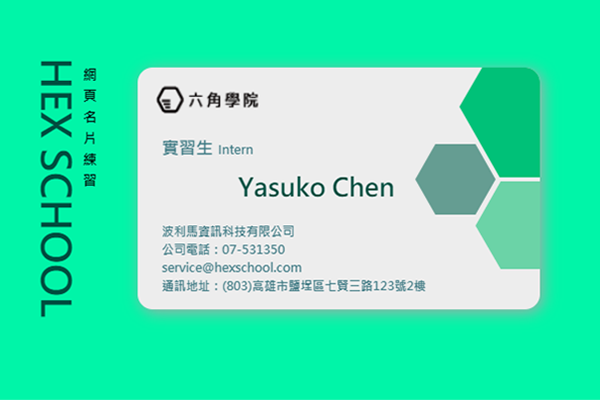 HEX SCHOOL
網頁名片練習
六角學院
實習生 Intern
Yasuko Chen
波利馬資訊科技有限公司
公司電話：07-531350
service@hexschool.com
通訊地址：(803)高雄市鹽埕區七賢三路123號2樓